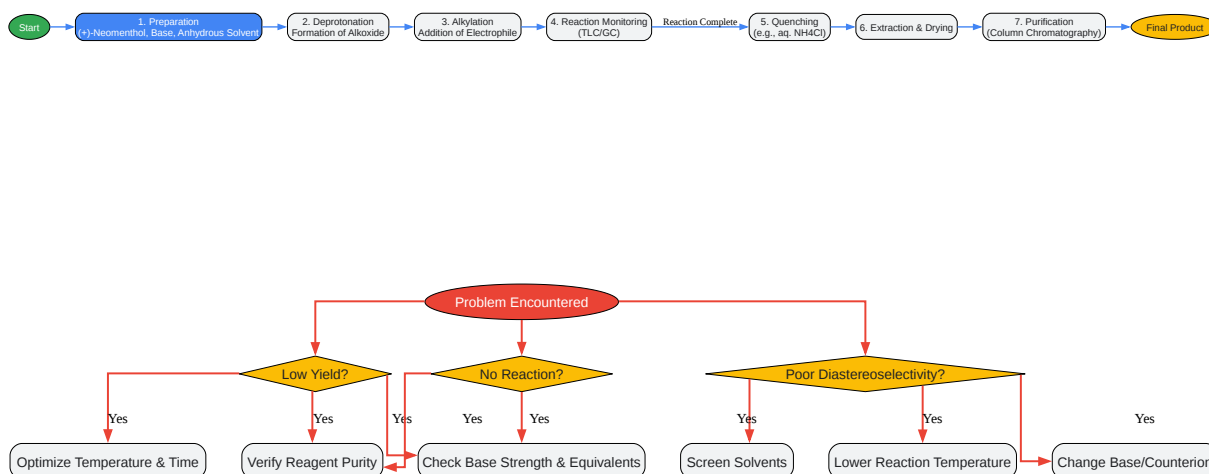 Start
1. Preparation
(+)-Neomenthol, Base, Anhydrous Solvent
2. Deprotonation
Formation of Alkoxide
3. Alkylation
Addition of Electrophile
4. Reaction Monitoring
(TLC/GC)
Reaction Complete
5. Quenching
(e.g., aq. NH4Cl)
6. Extraction & Drying
7. Purification
(Column Chromatography)
Final Product
Problem Encountered
Low Yield?
No Reaction?
Poor Diastereoselectivity?
Yes
Yes
Yes
Yes
Yes
Yes
Yes
Yes
Optimize Temperature & Time
Verify Reagent Purity
Check Base Strength & Equivalents
Screen Solvents
Lower Reaction Temperature
Change Base/Counterion